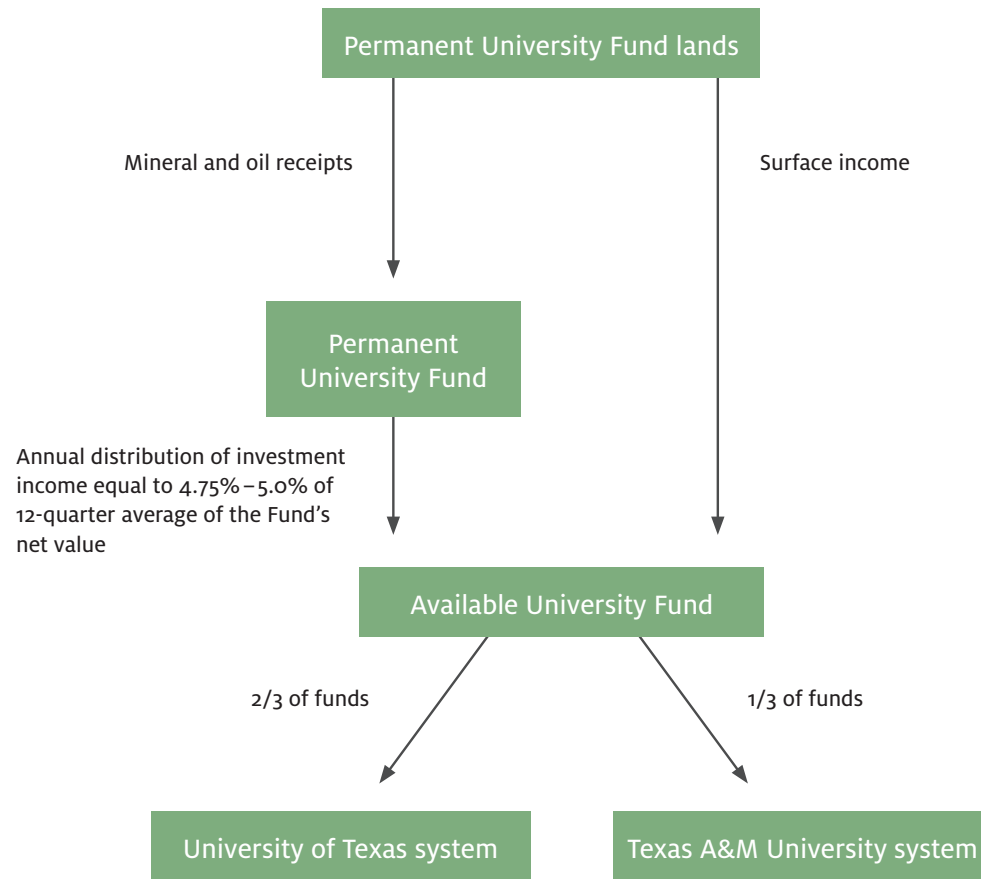 Permanent University Fund lands
Mineral and oil receipts
Surface income
Permanent
University Fund
Annual distribution of investment
income equal to 4.75%–5.0% of
12-quarter average of the Fund's
net value
Available University Fund
2/3 of funds
1/3 of funds
University of Texas system
Texas A&M University system